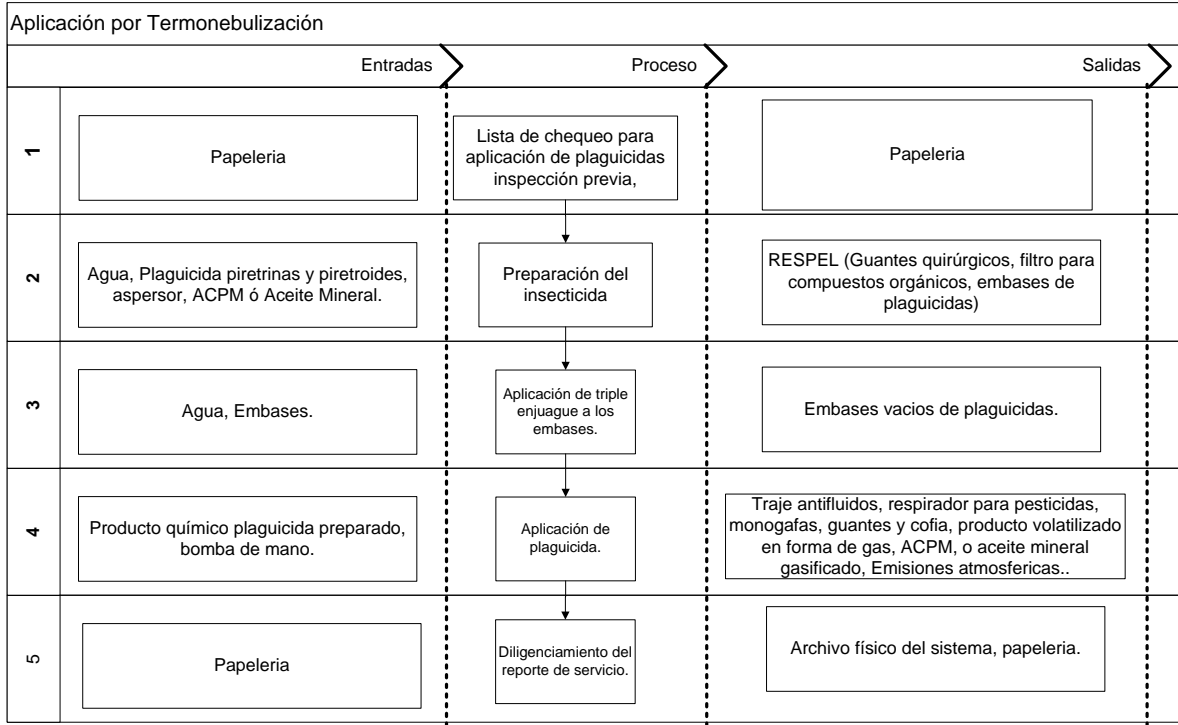 Aplicación por Termonebulización
Entradas
Proceso
Salidas
1
Papeleria
Lista de chequeo para
aplicación de plaguicidas
inspección previa,
Papeleria
2
Agua, Plaguicida piretrinas y piretroides,
aspersor, ACPM ó Aceite Mineral.
Preparación del
insecticida
RESPEL (Guantes quirúrgicos, filtro para
compuestos orgánicos, embases de
plaguicidas)
3
Agua, Embases.
Aplicación de triple
enjuague a los
embases.
Embases vacios de plaguicidas.
4
Producto químico plaguicida preparado,
bomba de mano.
Aplicación de
plaguicida.
Traje antifluidos, respirador para pesticidas,
monogafas, guantes y cofia, producto volatilizado
en forma de gas, ACPM, o aceite mineral
gasificado, Emisiones atmosfericas..
5
Papeleria
Diligenciamiento del
reporte de servicio.
Archivo físico del sistema, papeleria.